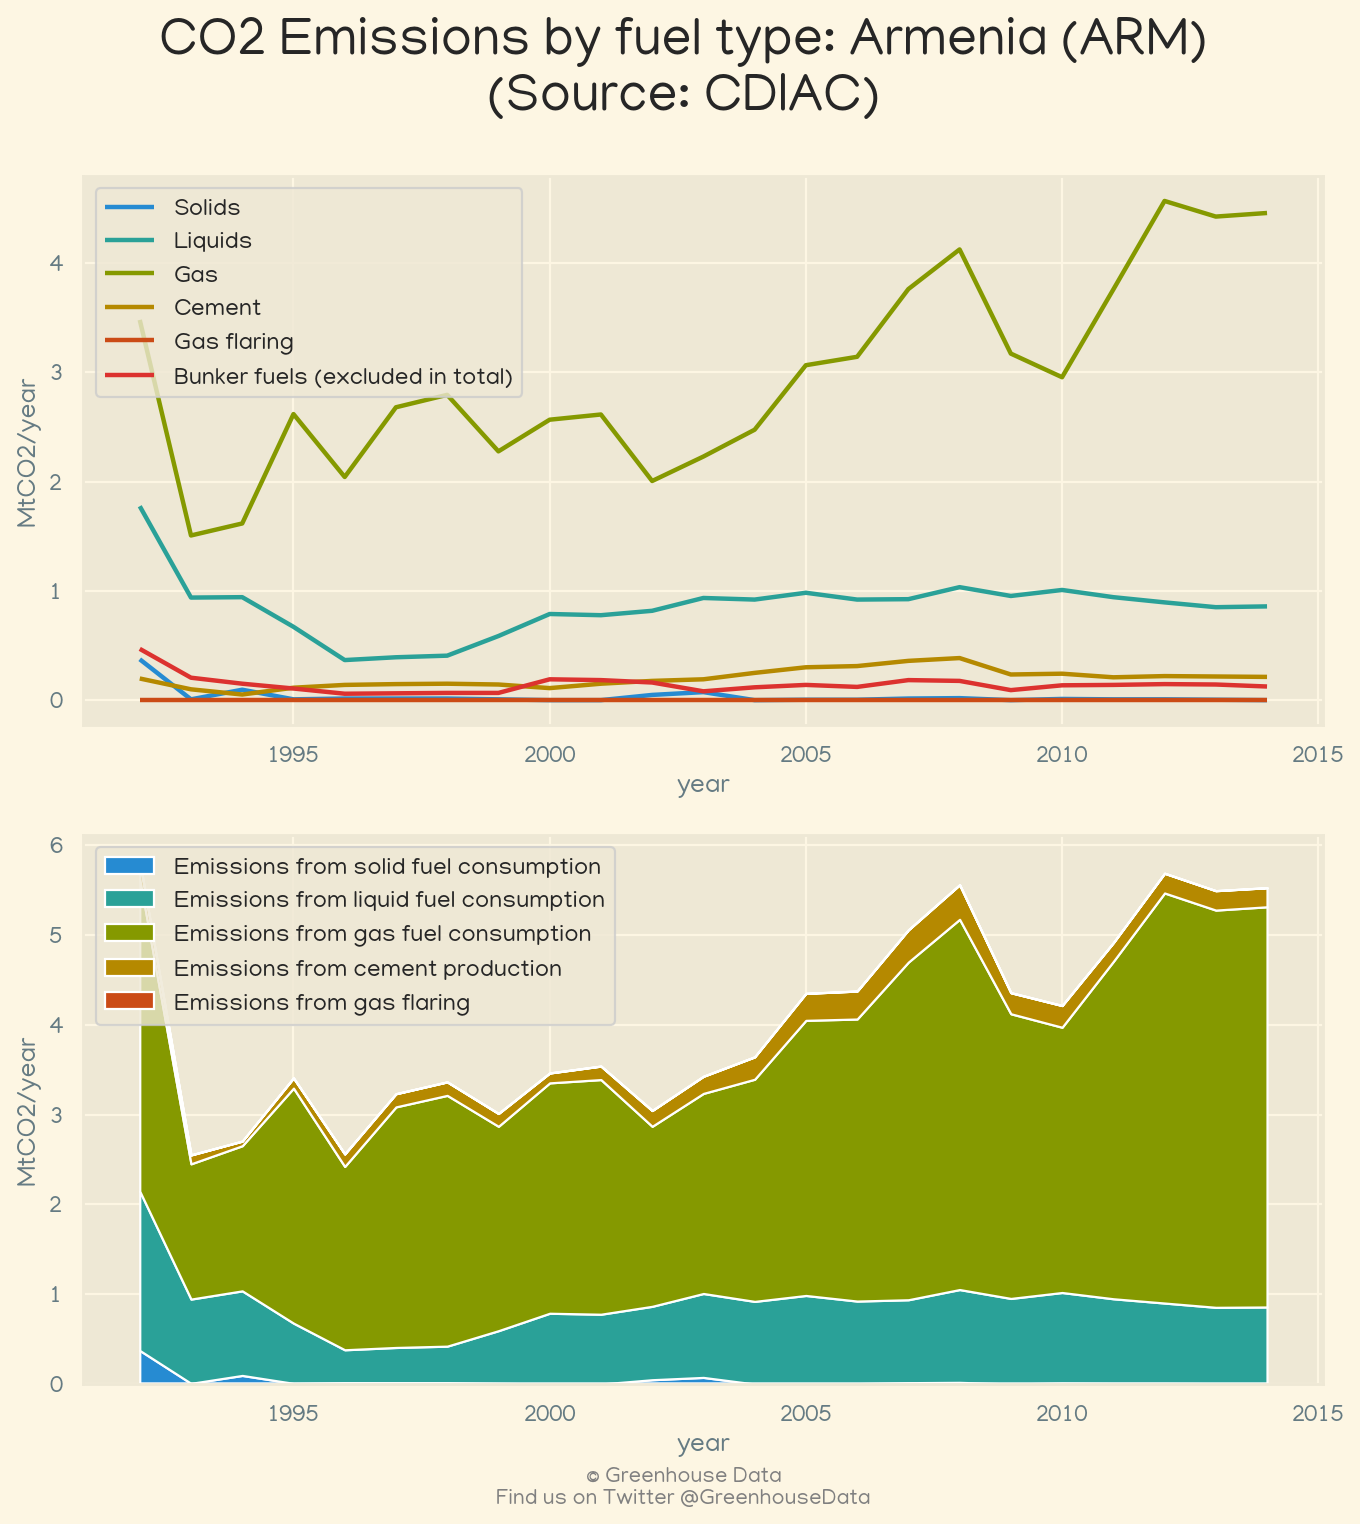 CO2 Emissions by fuel type: Armenia (ARM)
(Source: CDIAC)
Solids
Liquids
Gas
Cement
Gas flaring
Bunker fuels (excluded in total)
MtCO2/year
4
3
2
1
0
1995 2000 2005 2010 2015
year
Emissions from solid fuel consumption
Emissions from liquid fuel consumption
Emissions from gas fuel consumption
Emissions from cement production
Emissions from gas flaring
MtCO2/year
6
5
4
3
2
1
0
1995 2000 2005 2010 2015
year
© Greenhouse Data
Find us on Twitter @GreenhouseData